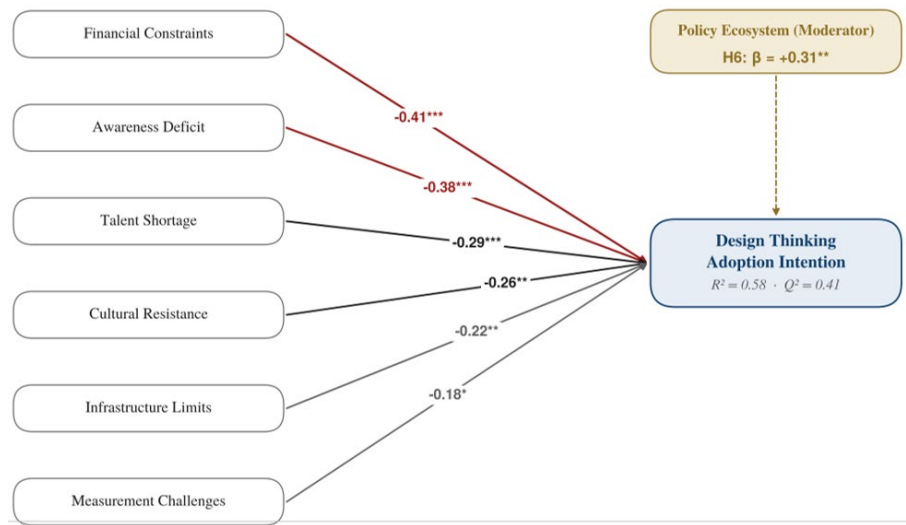 Financial Constraints
Policy Ecosystem (Moderator)
H6: β = +0.31**
-0.41***
Awareness Deficit
-0.38***
Talent Shortage
-0.29***
Design Thinking
Adoption Intention
R² = 0.58 · Q² = 0.41
Cultural Resistance
-0.26**
-0.22**
Infrastructure Limits
-0.18*
Measurement Challenges